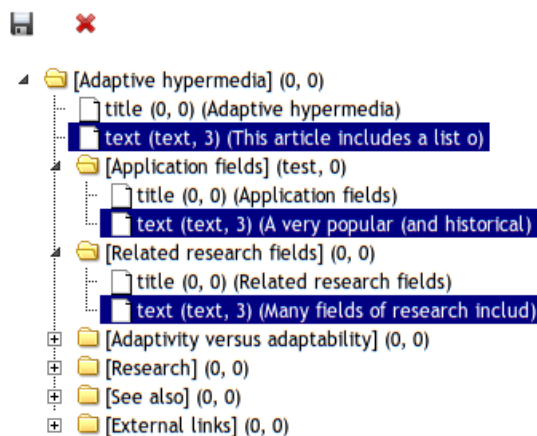 [Adaptive hypermedia] (0, 0)
title (0, 0) (Adaptive hypermedia)
text (text, 3) (This article includes a list o)
[Application fields] (test, 0)
title (0, 0) (Application fields)
text (text, 3) (A very popular (and historical)
[Related research fields] (0, 0)
title (0, 0) (Related research fields)
text (text, 3) (Many fields of research includ)
[Adaptivity versus adaptability] (0, 0)
[Research] (0, 0)
[See also] (0, 0)
[External links] (0, 0)